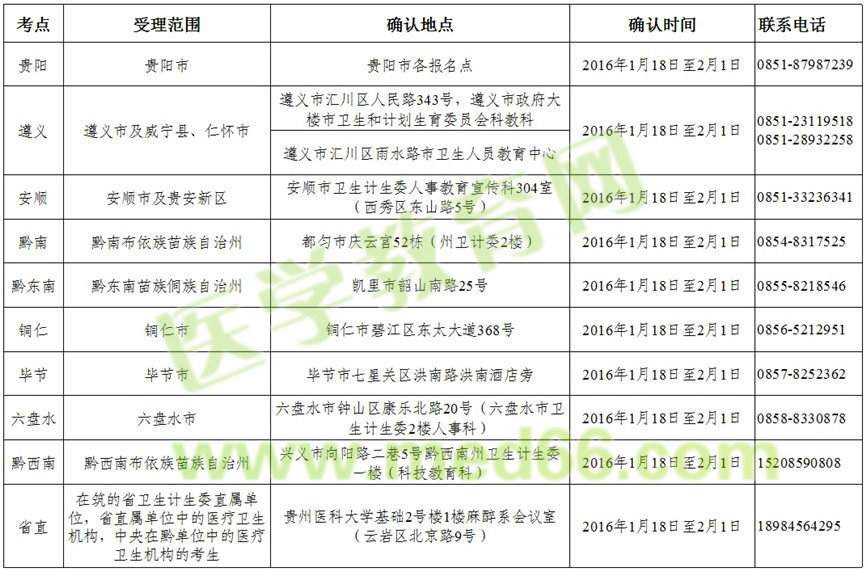 考点 受理范围 确认地点 确认时间 联系电话
贵阳 贵阳市 贵阳市各报名点 2016年1月18日至2月1日 0851-87987239
遵义 遵义市及威宁县、仁怀市 遵义市汇川区人民路343号，遵义市政府大
楼市卫生和计划生育委员会科教科
遵义市汇川区雨水路市卫生人员教育中心
2016年1月18日至2月1日
0851-23119518
0851-28932258
安顺 安顺市及贵安新区 安顺市卫生计生委人事教育宣传科304室
（西秀区东山路5号）
2016年1月18日至2月1日 0851-33236341
黔南 黔南布依族苗族自治州 都匀市庆云宫52栋（州卫计委2楼） 2016年1月18日至2月1日 0854-8317525
黔东南 黔东南苗族侗族自治州 凯里市韶山南路25号 2016年1月18日至2月1日 0855-8218546
铜仁 铜仁市 铜仁市碧江区东太大道368号 2016年1月18日至2月1日 0856-5212951
毕节 毕节市 毕节市七星关区洪南路洪南酒店旁 2016年1月18日至2月1日 0857-8252362
六盘水 六盘水市 六盘水市钟山区康乐北路20号（六盘水市卫
生计生委2楼人事科）
2016年1月18日至2月1日 0858-8330878
黔西南 黔西南布依族苗族自治州 兴义市向阳路二巷5号黔西南州卫生计生委
一楼（科技教育科）
2016年1月18日至2月1日 15208590808
省直 在筑的省卫生计生委直属单
位，省直属单位中的医疗卫生
机构，中央在黔单位中的医疗
卫生机构的考生
贵州医科大学基础2号楼1楼麻醉系会议室
（云岩区北京路9号）
2016年1月18日至2月1日 18984564295
医学教育网
www.med66.com